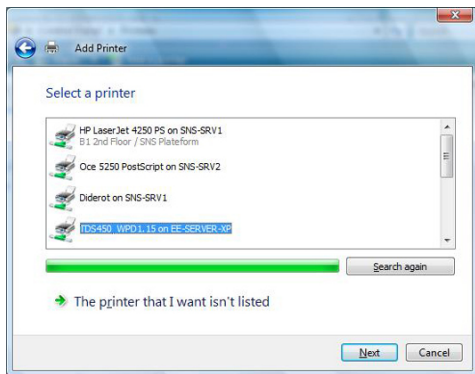 Add Printer
Select a printer
HP LaserJet 4250 PS on SNS-SRV1
B1 2nd Floor / SNS Plateform
Oce 5250 PostScript on SNS-SRV2
Diderot on SNS-SRV1
TDS450 WPD1.15 on EE-SERVER-XP
Search again
The printer that I want isn't listed
Next
Cancel